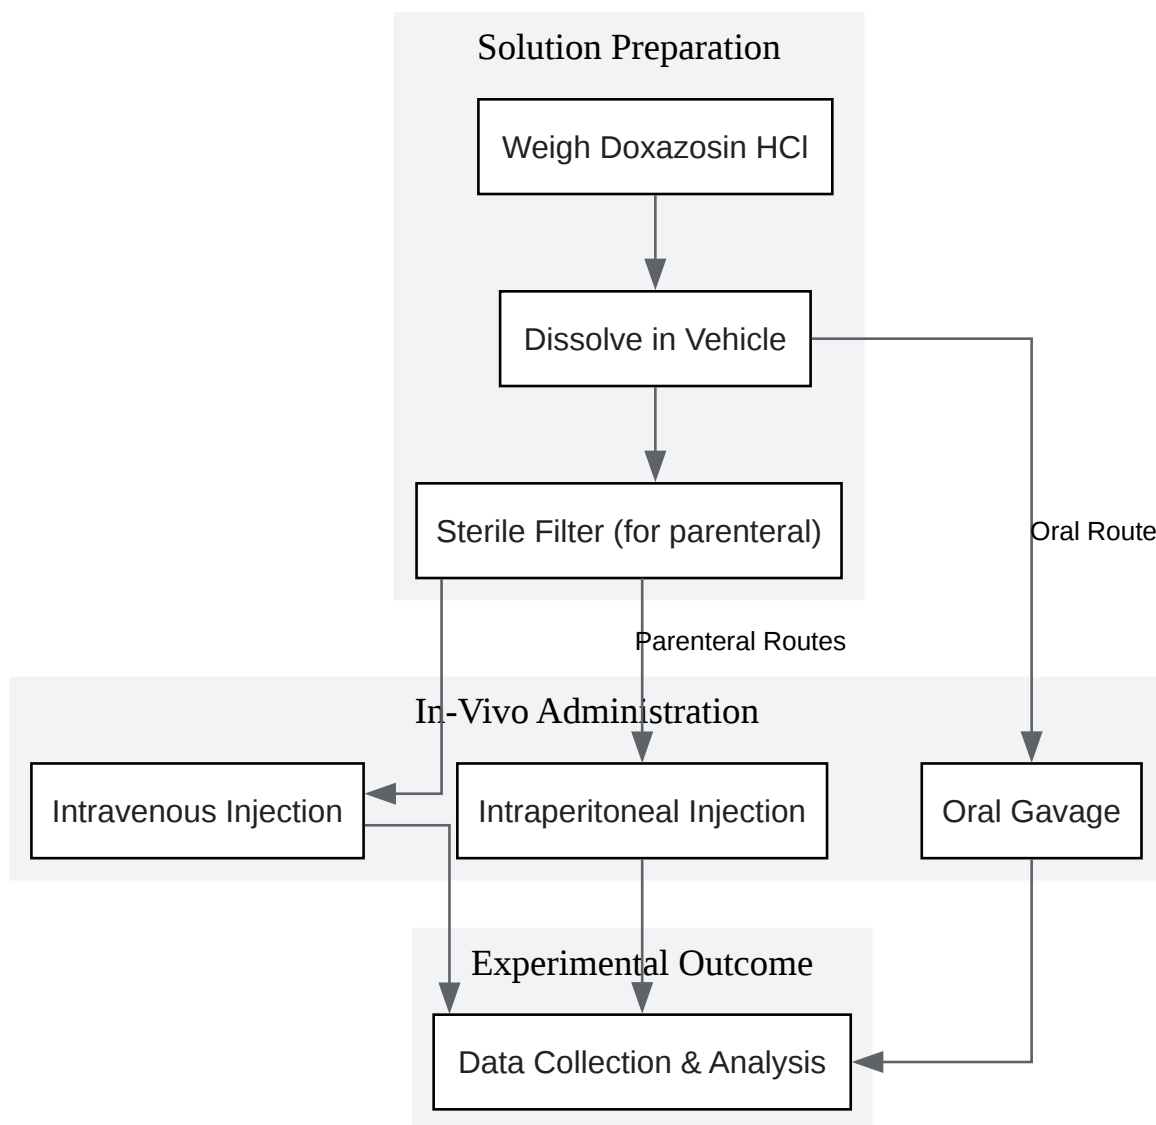 Solution Preparation
Weigh Doxazosin HCl
Dissolve in Vehicle
Sterile Filter (for parenteral)
Oral Route
Parenteral Routes
In-Vivo Administration
Intravenous Injection
Intraperitoneal Injection
Oral Gavage
Experimental Outcome
Data Collection & Analysis